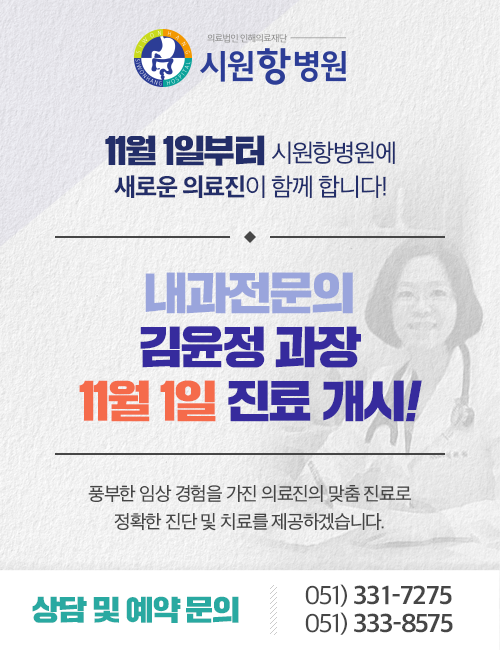 의료법인 인해의료재단
SIWONHANG HOSPITAL
시원항병원
11월 1일부터 시원항병원에
새로운 의료진이 함께 합니다!
내과전문의
김윤정 과장
11월 1일 진료 개시!
풍부한 임상 경험을 가진 의료진의 맞춤 진료로
정확한 진단 및 치료를 제공하겠습니다.
상담 및 예약 문의
051) 331-7275
051) 333-8575